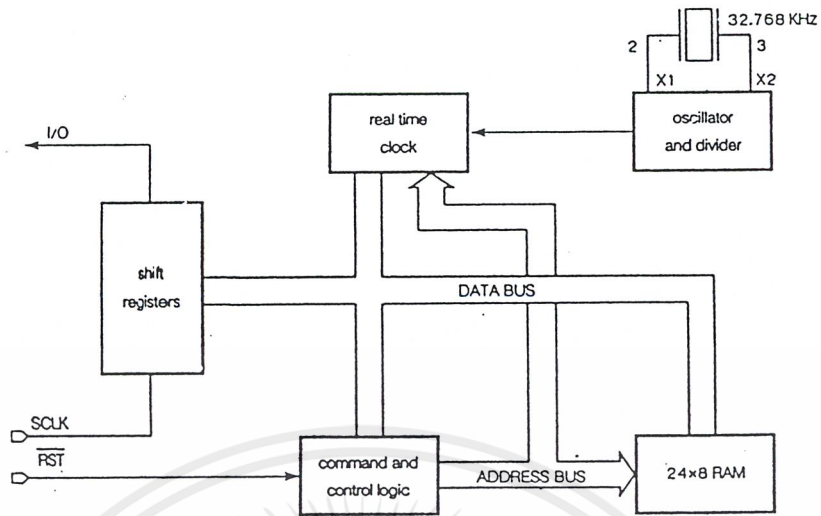 32.768 KHz
2
3
X1
X2
real time
clock
oscillator
and divider
I/O
shift
registers
DATA BUS
SCLK
RST
command and
control logic
ADDRESS BUS
24×8 RAM